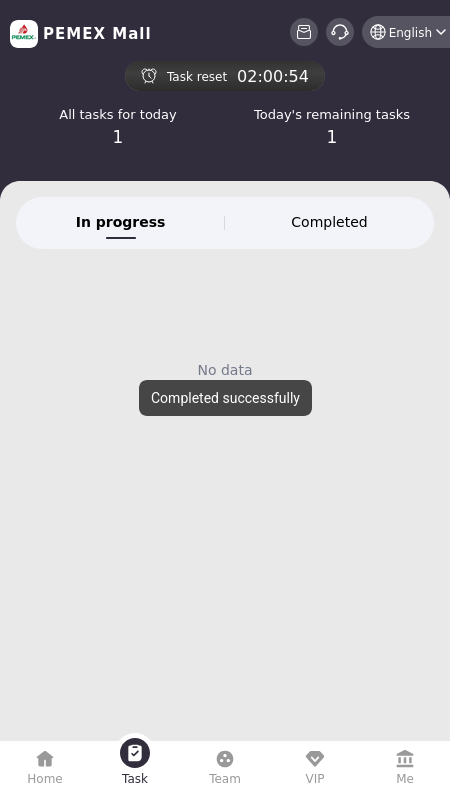 PEMEX Mall
PEMEX
English
Task reset 02:00:54
All tasks for today
1
Today's remaining tasks
1
In progress
Completed
No data
Completed successfully
Home
Task
Team
VIP
Me